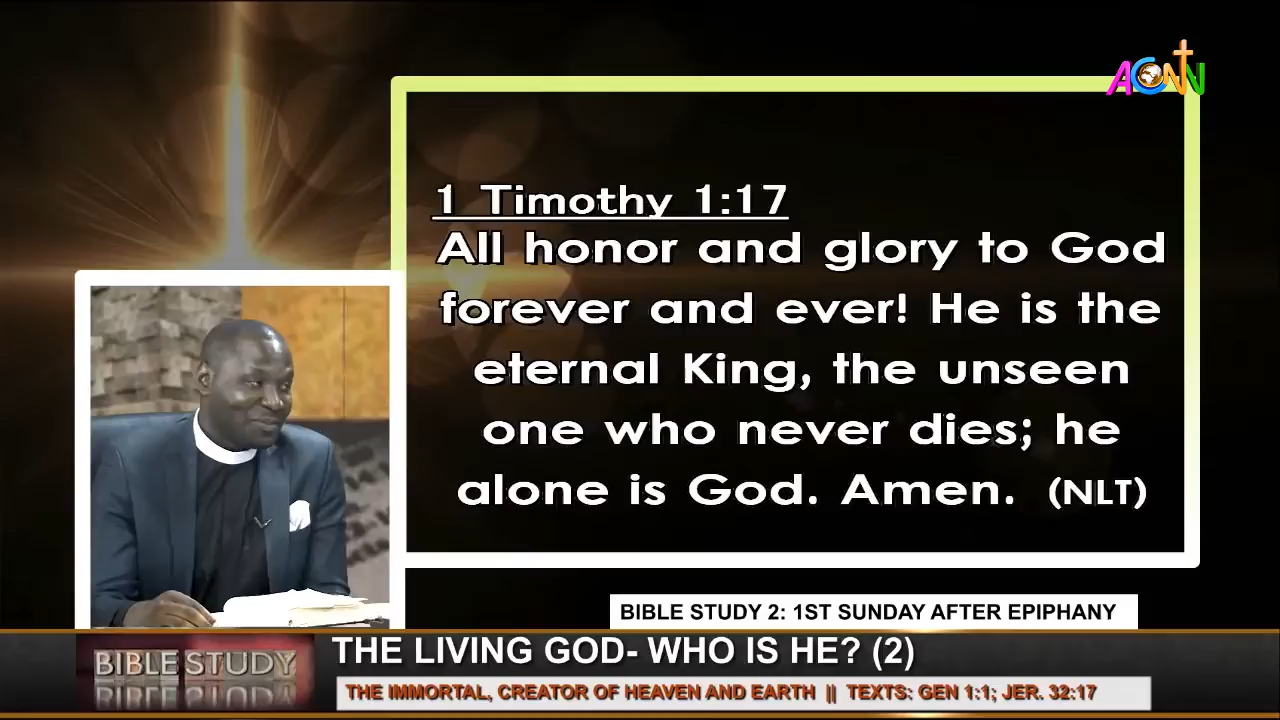 ACNN
1 Timothy 1:17
All honor and glory to God
forever and ever! He is the
eternal King, the unseen
one who never dies; he
alone is God. Amen. (NLT)
BIBLE STUDY 2: 1ST SUNDAY AFTER EPIPHANY
BIBLE STUDY
THE LIVING GOD- WHO IS HE? (2)
THE IMMORTAL, CREATOR OF HEAVEN AND EARTH || TEXTS: GEN 1:1; JER. 32:17